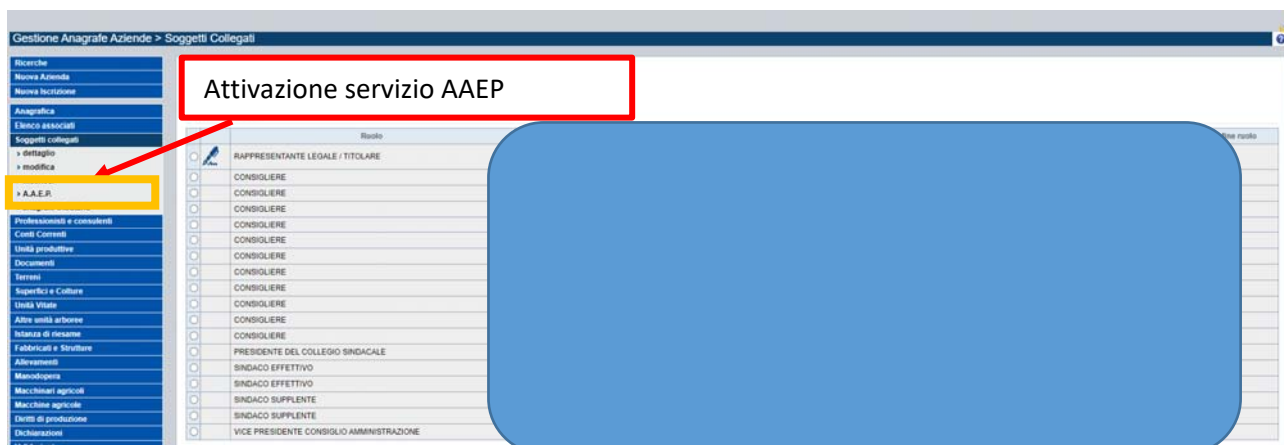 Gestione Anagrafe Aziende > Soggetti Collegati
Ricerche
Nuova Azienda
Nuova Iscrizione
Attivazione servizio AAEP
Anagrafica
Elenco associati
Soggetti collegati
› dettaglio
› modifica
› A.A.E.P.
Professionisti e consulenti
Conti Correnti
Unità produttive
Documenti
Terreni
Superfici e Colture
Unità Vitate
Altre unità arboree
Istanza di riesame
Fabbricati e Strutture
Allevamenti
Manodopera
Macchinari agricoli
Macchine agricole
Diritti di produzione
Dichiarazioni
Ruolo
fine ruolo
RAPPRESENTANTE LEGALE / TITOLARE
CONSIGLIERE
CONSIGLIERE
CONSIGLIERE
CONSIGLIERE
CONSIGLIERE
CONSIGLIERE
CONSIGLIERE
CONSIGLIERE
CONSIGLIERE
CONSIGLIERE
CONSIGLIERE
PRESIDENTE DEL COLLEGIO SINDACALE
SINDACO EFFETTIVO
SINDACO EFFETTIVO
SINDACO SUPPLENTE
SINDACO SUPPLENTE
VICE PRESIDENTE CONSIGLIO AMMINISTRAZIONE